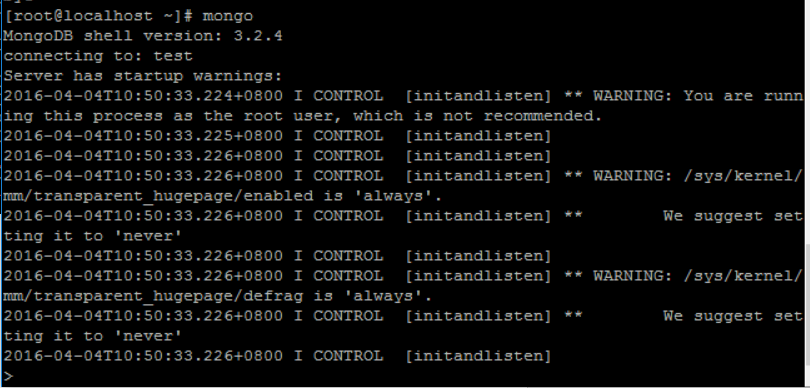 [root@localhost ~]# mongo
MongoDB shell version: 3.2.4
connecting to: test
Server has startup warnings:
2016-04-04T10:50:33.224+0800 I CONTROL  [initandlisten] ** WARNING: You are runn
ing this process as the root user, which is not recommended.
2016-04-04T10:50:33.225+0800 I CONTROL  [initandlisten]
2016-04-04T10:50:33.226+0800 I CONTROL  [initandlisten]
2016-04-04T10:50:33.226+0800 I CONTROL  [initandlisten] ** WARNING: /sys/kernel/
mm/transparent_hugepage/enabled is 'always'.
2016-04-04T10:50:33.226+0800 I CONTROL  [initandlisten] **        We suggest set
ting it to 'never'
2016-04-04T10:50:33.226+0800 I CONTROL  [initandlisten]
2016-04-04T10:50:33.226+0800 I CONTROL  [initandlisten] ** WARNING: /sys/kernel/
mm/transparent_hugepage/defrag is 'always'.
2016-04-04T10:50:33.226+0800 I CONTROL  [initandlisten] **        We suggest set
ting it to 'never'
2016-04-04T10:50:33.226+0800 I CONTROL  [initandlisten]
>